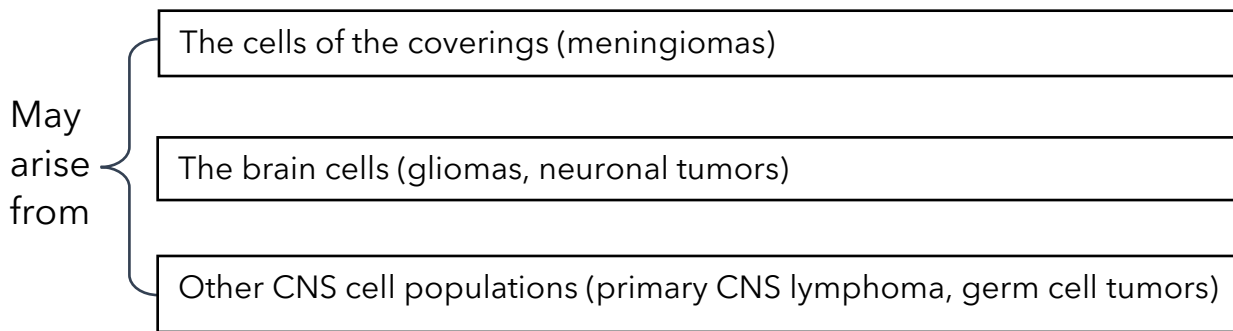 May
arise
from
The cells of the coverings (meningiomas)
The brain cells (gliomas, neuronal tumors)
Other CNS cell populations (primary CNS lymphoma, germ cell tumors)